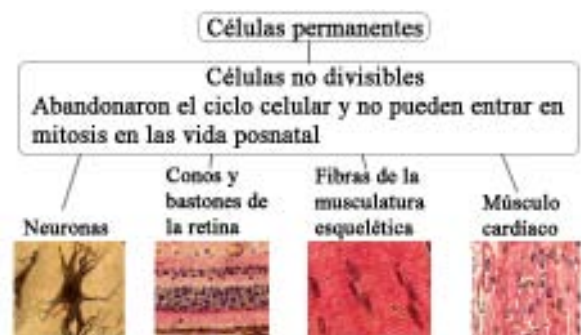 Células permanentes
Células no divisibles
Abandonaron el ciclo celular y no pueden entrar en
mitosis en las vida posnatal
Neuronas
Conos y
bastones de
la retina
Fibras de la
musculatura
esquelética
Músculo
cardíaco